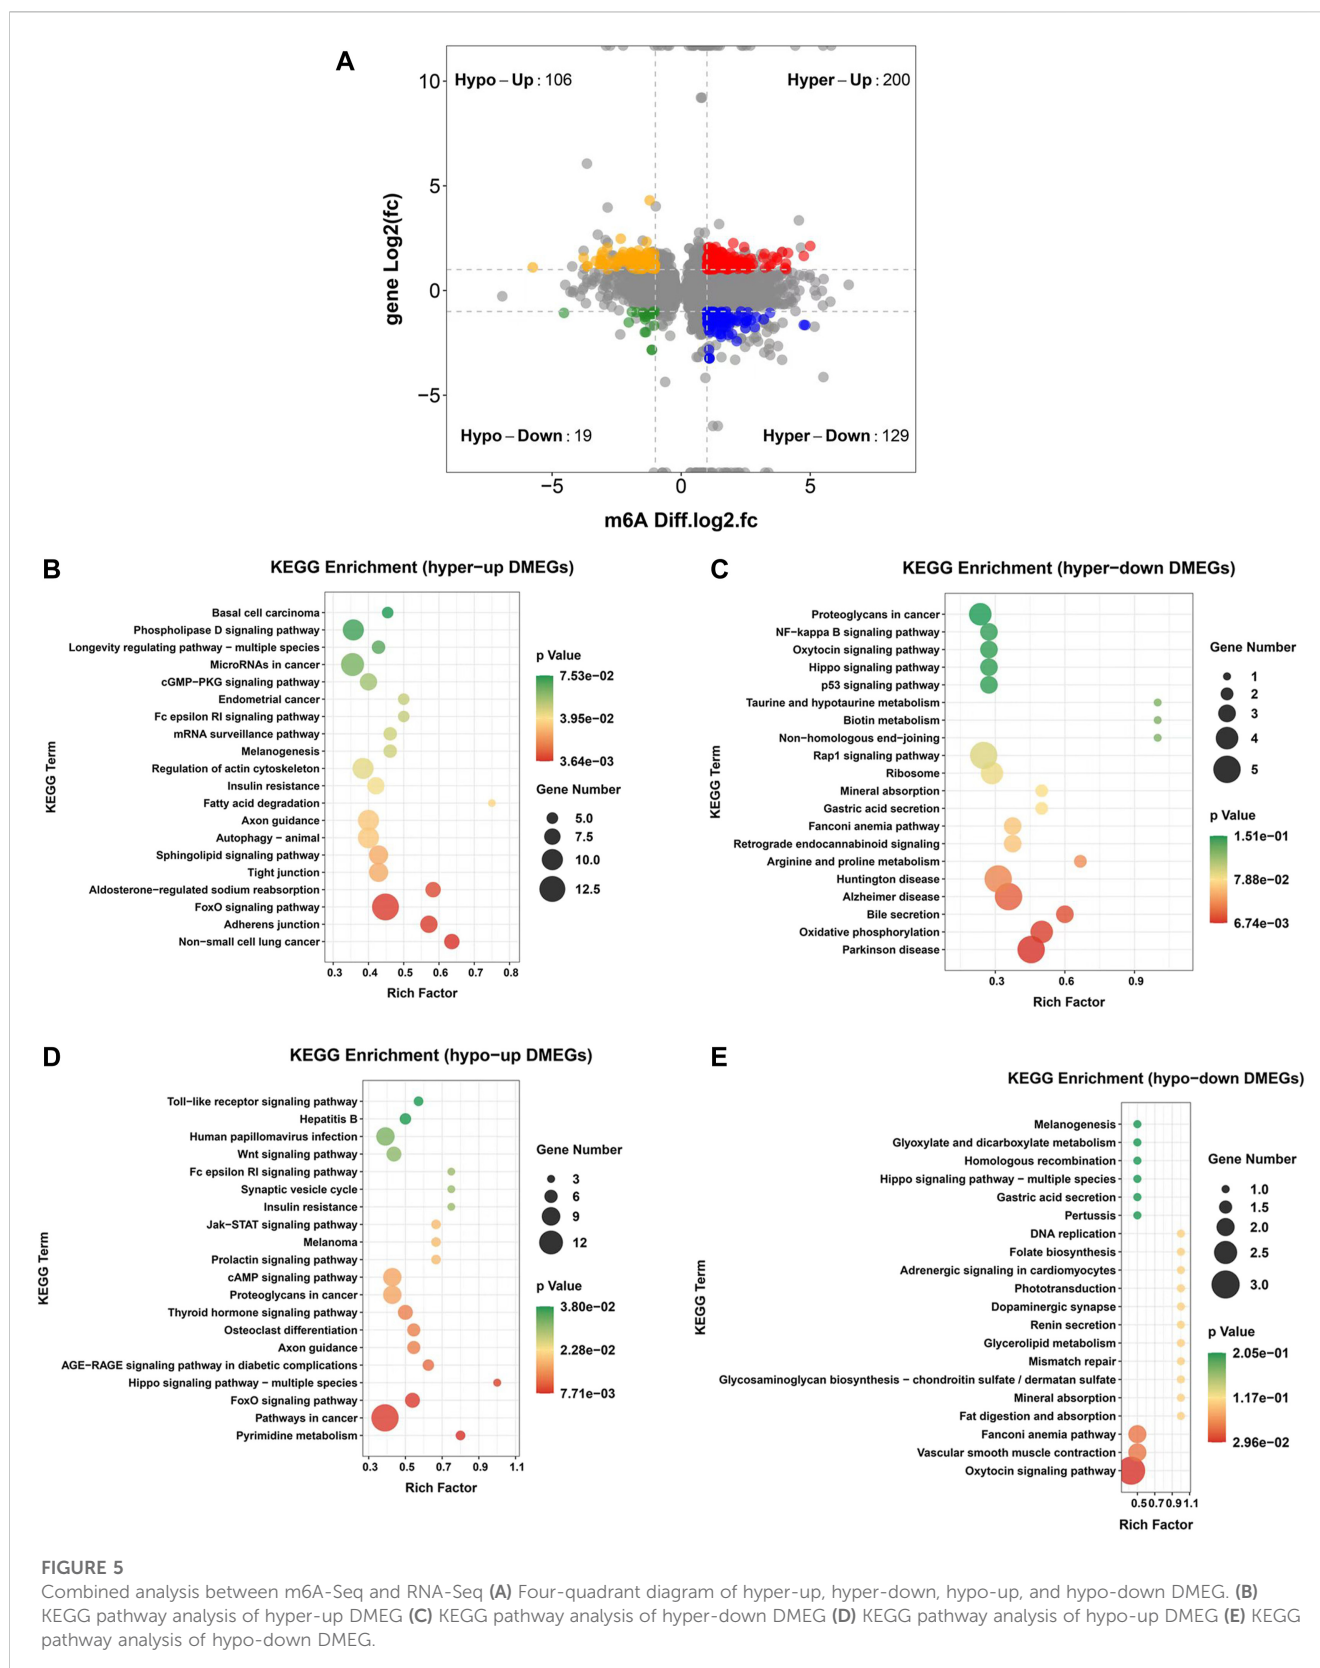 A
Hypo – Up : 106
Hyper – Up : 200
10
5
0
−5
gene Log2(fc)
Hypo – Down : 19
Hyper – Down : 129
−5
0
5
m6A Diff.log2.fc
B
KEGG Enrichment (hyper−up DMEGs)
KEGG Term
Basal cell carcinoma
Phospholipase D signaling pathway
Longevity regulating pathway − multiple species
MicroRNAs in cancer
cGMP−PKG signaling pathway
Endometrial cancer
Fc epsilon RI signaling pathway
mRNA surveillance pathway
Melanogenesis
Regulation of actin cytoskeleton
Insulin resistance
Fatty acid degradation
Axon guidance
Autophagy − animal
Sphingolipid signaling pathway
Tight junction
Aldosterone−regulated sodium reabsorption
FoxO signaling pathway
Adherens junction
Non−small cell lung cancer
0.3 0.4 0.5 0.6 0.7 0.8
Rich Factor
p Value
7.53e−02
3.95e−02
3.64e−03
Gene Number
5.0
7.5
10.0
12.5
C
KEGG Enrichment (hyper−down DMEGs)
KEGG Term
Proteoglycans in cancer
NF−kappa B signaling pathway
Oxytocin signaling pathway
Hippo signaling pathway
p53 signaling pathway
Taurine and hypotaurine metabolism
Biotin metabolism
Non−homologous end−joining
Rap1 signaling pathway
Ribosome
Mineral absorption
Gastric acid secretion
Fanconi anemia pathway
Retrograde endocannabinoid signaling
Arginine and proline metabolism
Huntington disease
Alzheimer disease
Bile secretion
Oxidative phosphorylation
Parkinson disease
0.3 0.6 0.9
Rich Factor
Gene Number
1
2
3
4
5
p Value
1.51e−01
7.88e−02
6.74e−03
D
KEGG Enrichment (hypo−up DMEGs)
KEGG Term
Toll−like receptor signaling pathway
Hepatitis B
Human papillomavirus infection
Wnt signaling pathway
Fc epsilon RI signaling pathway
Synaptic vesicle cycle
Insulin resistance
Jak−STAT signaling pathway
Melanoma
Prolactin signaling pathway
cAMP signaling pathway
Proteoglycans in cancer
Thyroid hormone signaling pathway
Osteoclast differentiation
Axon guidance
AGE−RAGE signaling pathway in diabetic complications
Hippo signaling pathway − multiple species
FoxO signaling pathway
Pathways in cancer
Pyrimidine metabolism
0.3 0.5 0.7 0.9 1.1
Rich Factor
Gene Number
3
6
9
12
p Value
3.80e−02
2.28e−02
7.71e−03
E
KEGG Enrichment (hypo−down DMEGs)
KEGG Term
Melanogenesis
Glyoxylate and dicarboxylate metabolism
Homologous recombination
Hippo signaling pathway − multiple species
Gastric acid secretion
Pertussis
DNA replication
Folate biosynthesis
Adrenergic signaling in cardiomyocytes
Phototransduction
Dopaminergic synapse
Renin secretion
Glycerolipid metabolism
Mismatch repair
Glycosaminoglycan biosynthesis − chondroitin sulfate / dermatan sulfate
Mineral absorption
Fat digestion and absorption
Fanconi anemia pathway
Vascular smooth muscle contraction
Oxytocin signaling pathway
0.5 0.7 0.9 1.1
Rich Factor
Gene Number
1.0
1.5
2.0
2.5
3.0
p Value
2.05e−01
1.17e−01
2.96e−02
FIGURE 5
Combined analysis between m6A-Seq and RNA-Seq (A) Four-quadrant diagram of hyper-up, hyper-down, hypo-up, and hypo-down DMEG. (B)
KEGG pathway analysis of hyper-up DMEG (C) KEGG pathway analysis of hyper-down DMEG (D) KEGG pathway analysis of hypo-up DMEG (E) KEGG
pathway analysis of hypo-down DMEG.